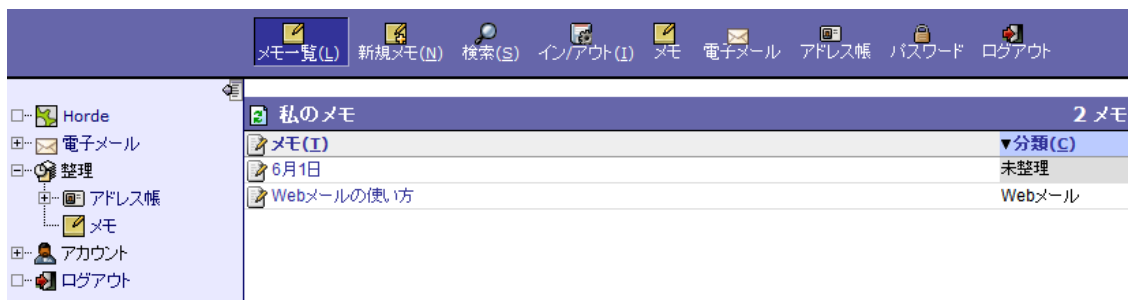 メモ一覧(L) 新規メモ(N) 検索(S) イン/アウト(I) メモ 電子メール アドレス帳 パスワード ログアウト
Horde
電子メール
整理
アドレス帳
メモ
アカウント
ログアウト
私のメモ 2 メモ
メモ(T) ▼分類(C)
6月1日 未整理
Webメールの使い方 Webメール